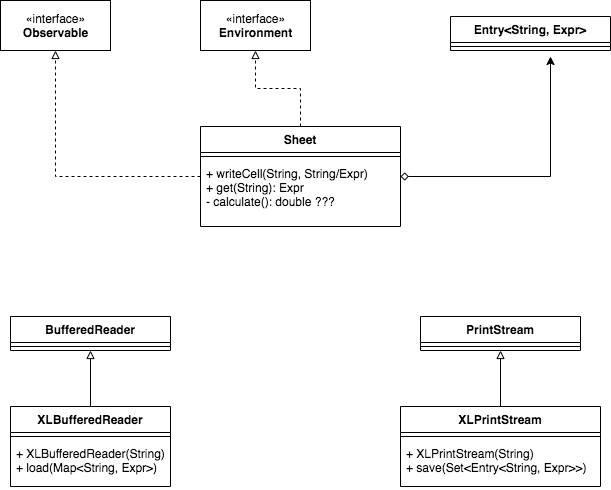 «interface»
Observable
«interface»
Environment
Entry<String, Expr>
Sheet
+ writeCell(String, String/Expr)
+ get(String): Expr
- calculate(): double ???
BufferedReader
PrintStream
XLBufferedReader
+ XLBufferedReader(String)
+ load(Map<String, Expr>)
XLPrintStream
+ XLPrintStream(String)
+ save(Set<Entry<String, Expr>>)